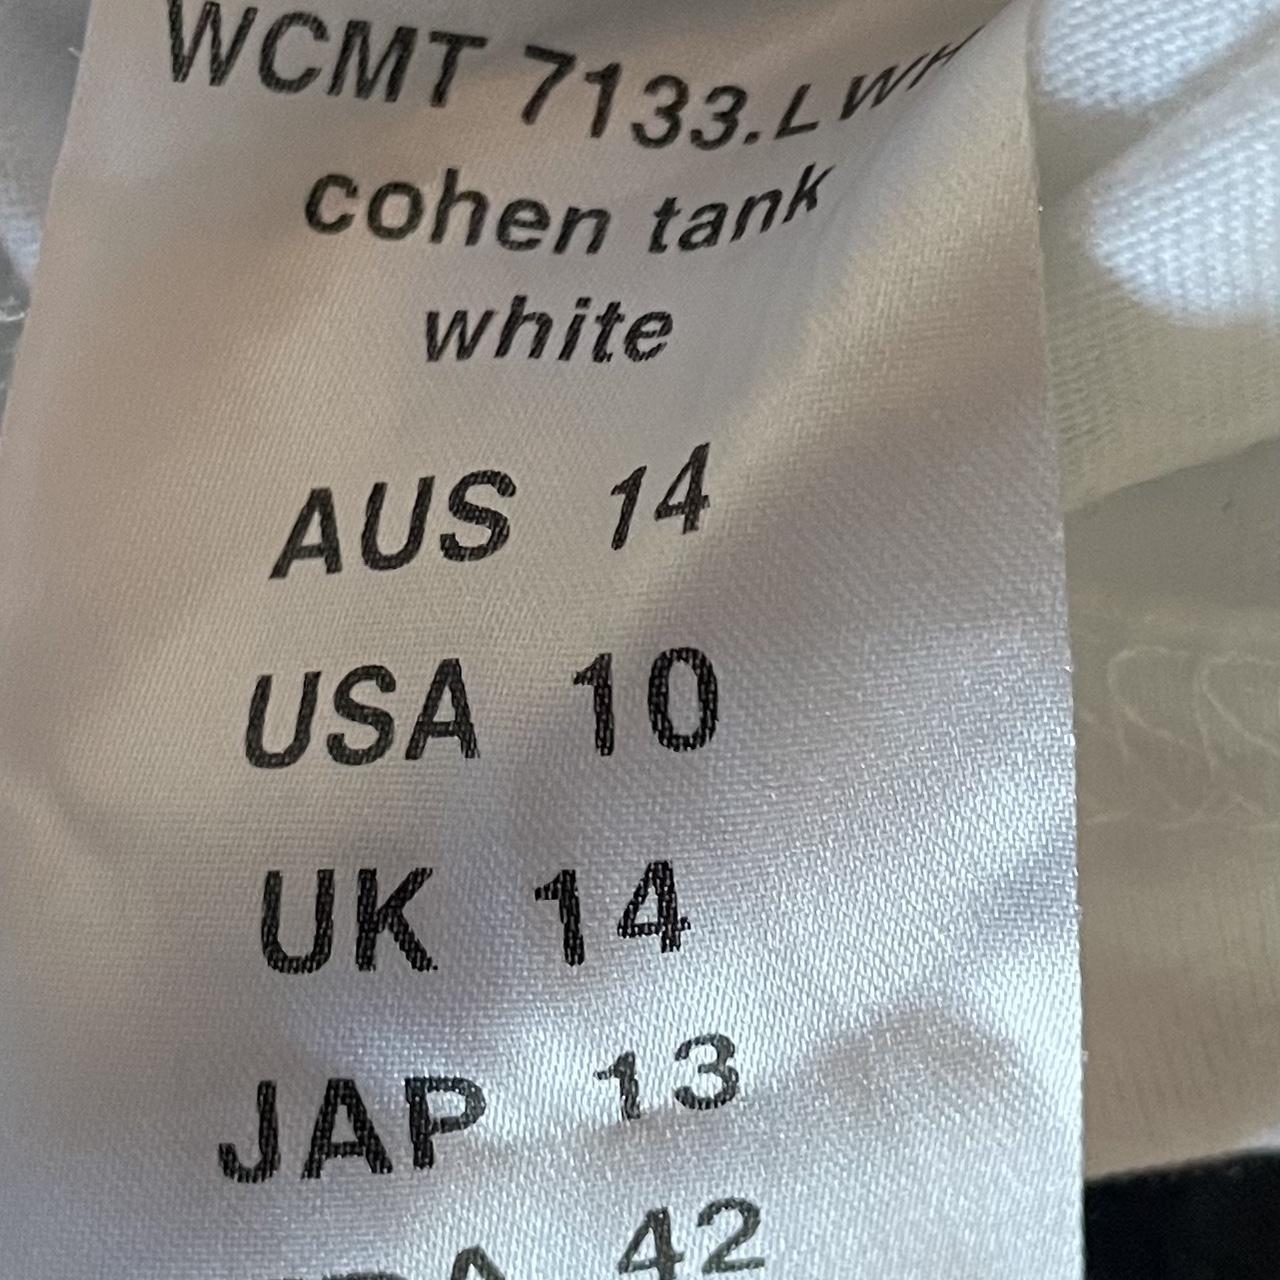 WCMT 7133.LWH
cohen tank
white
AUS 14
USA 10
UK 14
JAP 13
42